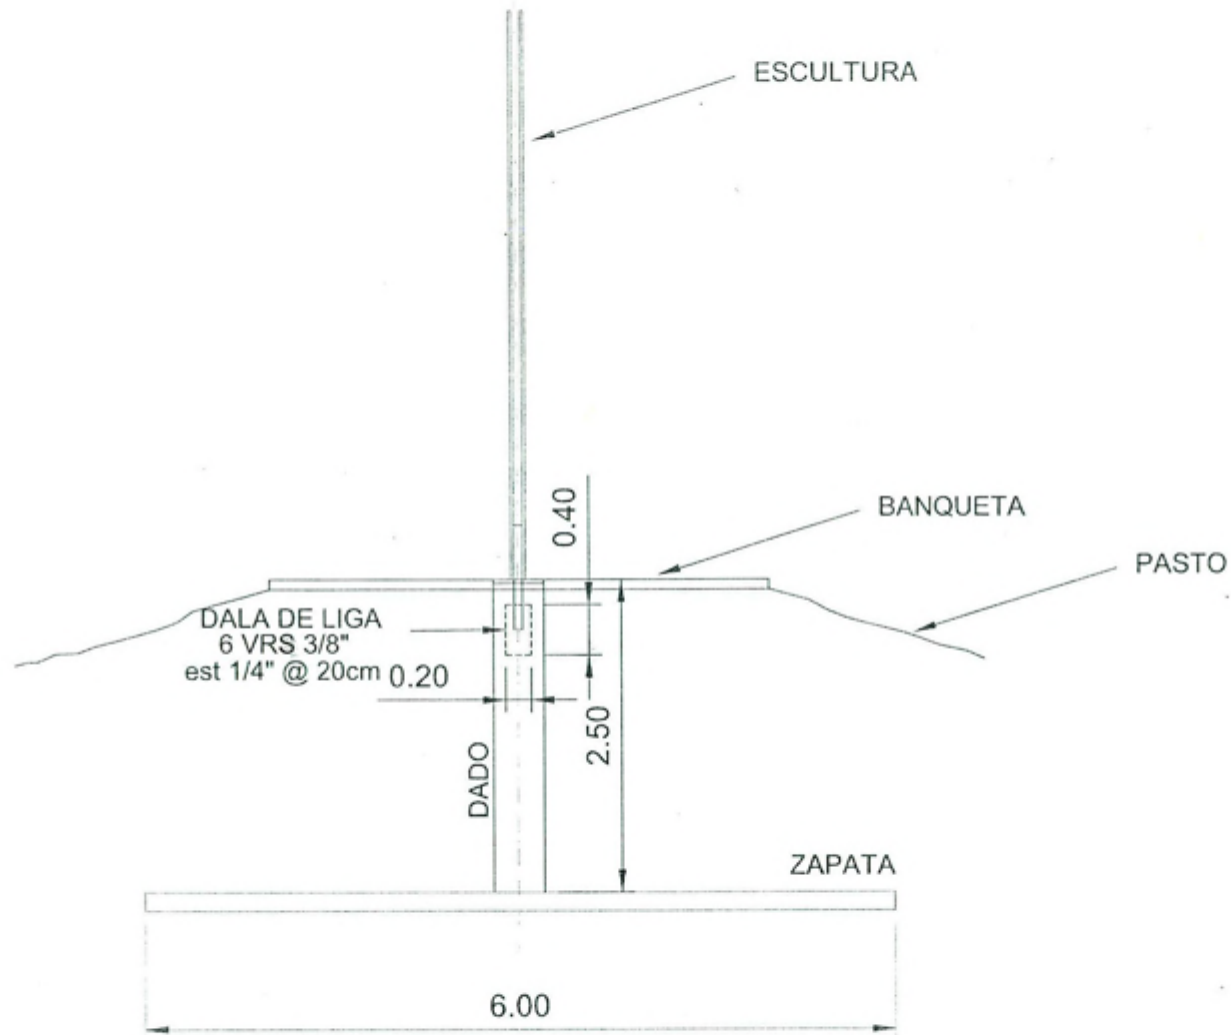 ESCULTURA
0.40
BANQUETA
PASTO
DALA DE LIGA
6 VRS 3/8"
est 1/4" @ 20cm
0.20
2.50
DADO
ZAPATA
6.00